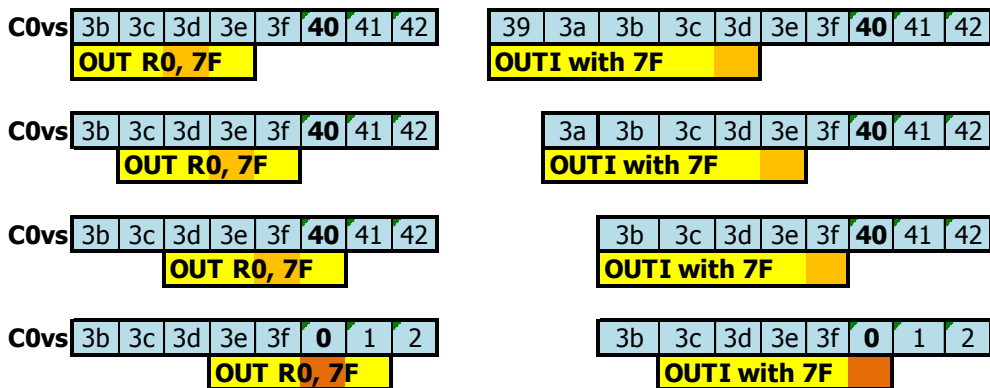 C0vs 3b 3c 3d 3e 3f 40 41 42 39 3a 3b 3c 3d 3e 3f 40 41 42
OUT R0, 7F OUTI with 7F
C0vs 3b 3c 3d 3e 3f 40 41 42 3a 3b 3c 3d 3e 3f 40 41 42
OUT R0, 7F OUTI with 7F
C0vs 3b 3c 3d 3e 3f 40 41 42 3b 3c 3d 3e 3f 40 41 42
OUT R0, 7F OUTI with 7F
C0vs 3b 3c 3d 3e 3f 0 1 2 3b 3c 3d 3e 3f 0 1 2
OUT R0, 7F OUTI with 7F